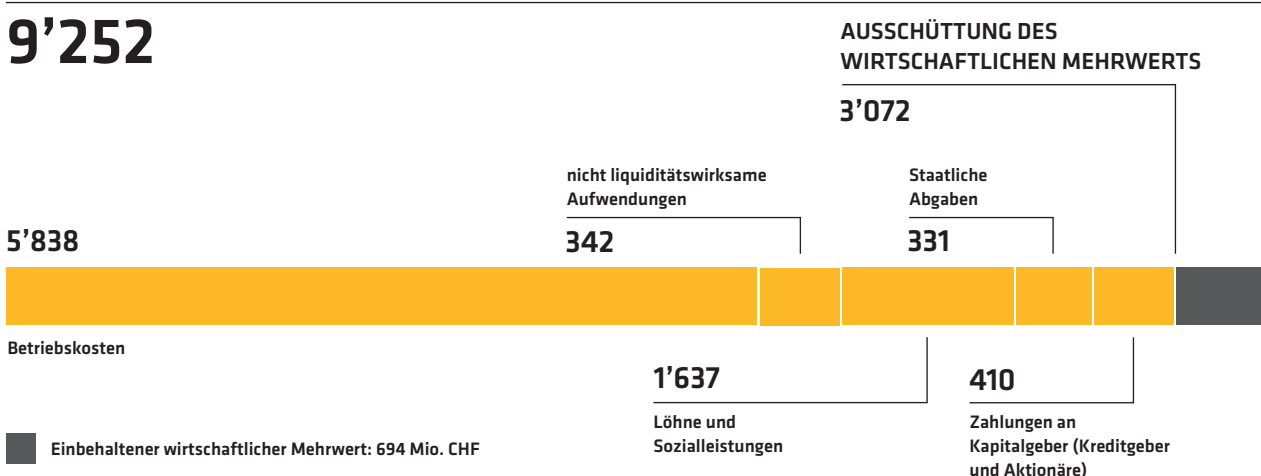 9’252
AUSSCHÜTTUNG DES
WIRTSCHAFTLICHEN MEHRWERTS
3’072
nicht liquiditätswirksame
Aufwendungen
342
Staatliche
Abgaben
331
5’838
Betriebskosten
1’637
Löhne und
Sozialleistungen
410
Zahlungen an
Kapitalgeber (Kreditgeber
und Aktionäre)
Einbehaltener wirtschaftlicher Mehrwert: 694 Mio. CHF